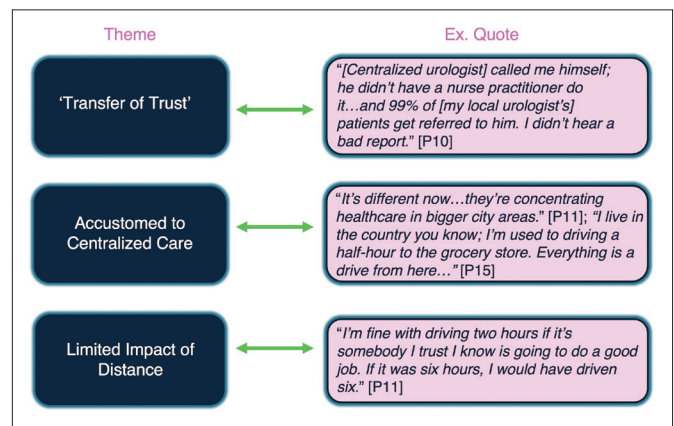 Theme
Ex. Quote
‘Transfer of Trust’
“[Centralized urologist] called me himself;
he didn’t have a nurse practitioner do
it…and 99% of [my local urologist’s]
patients get referred to him. I didn’t hear a
bad report.” [P10]
Accustomed to
Centralized Care
“It’s different now…they’re concentrating
healthcare in bigger city areas.” [P11]; “I live in
the country you know; I’m used to driving a
half-hour to the grocery store. Everything is a
drive from here…” [P15]
Limited Impact of
Distance
“I’m fine with driving two hours if it’s
somebody I trust I know is going to do a good
job. If it was six hours, I would have driven
six.” [P11]